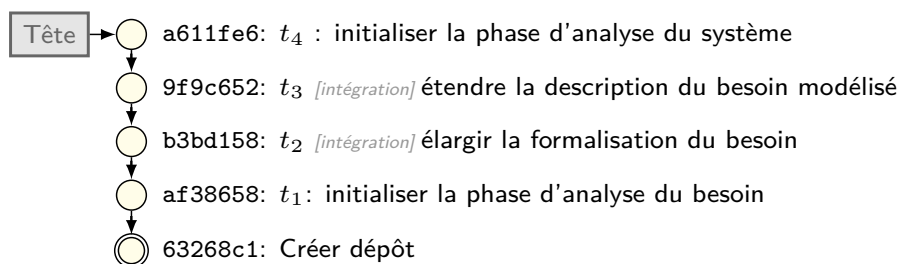 Tête
a611fe6: t₄ : initialiser la phase d'analyse du système
9f9c652: t₃ [intégration] étendre la description du besoin modélisé
b3bd158: t₂ [intégration] élargir la formalisation du besoin
af38658: t₁: initialiser la phase d'analyse du besoin
63268c1: Créer dépôt